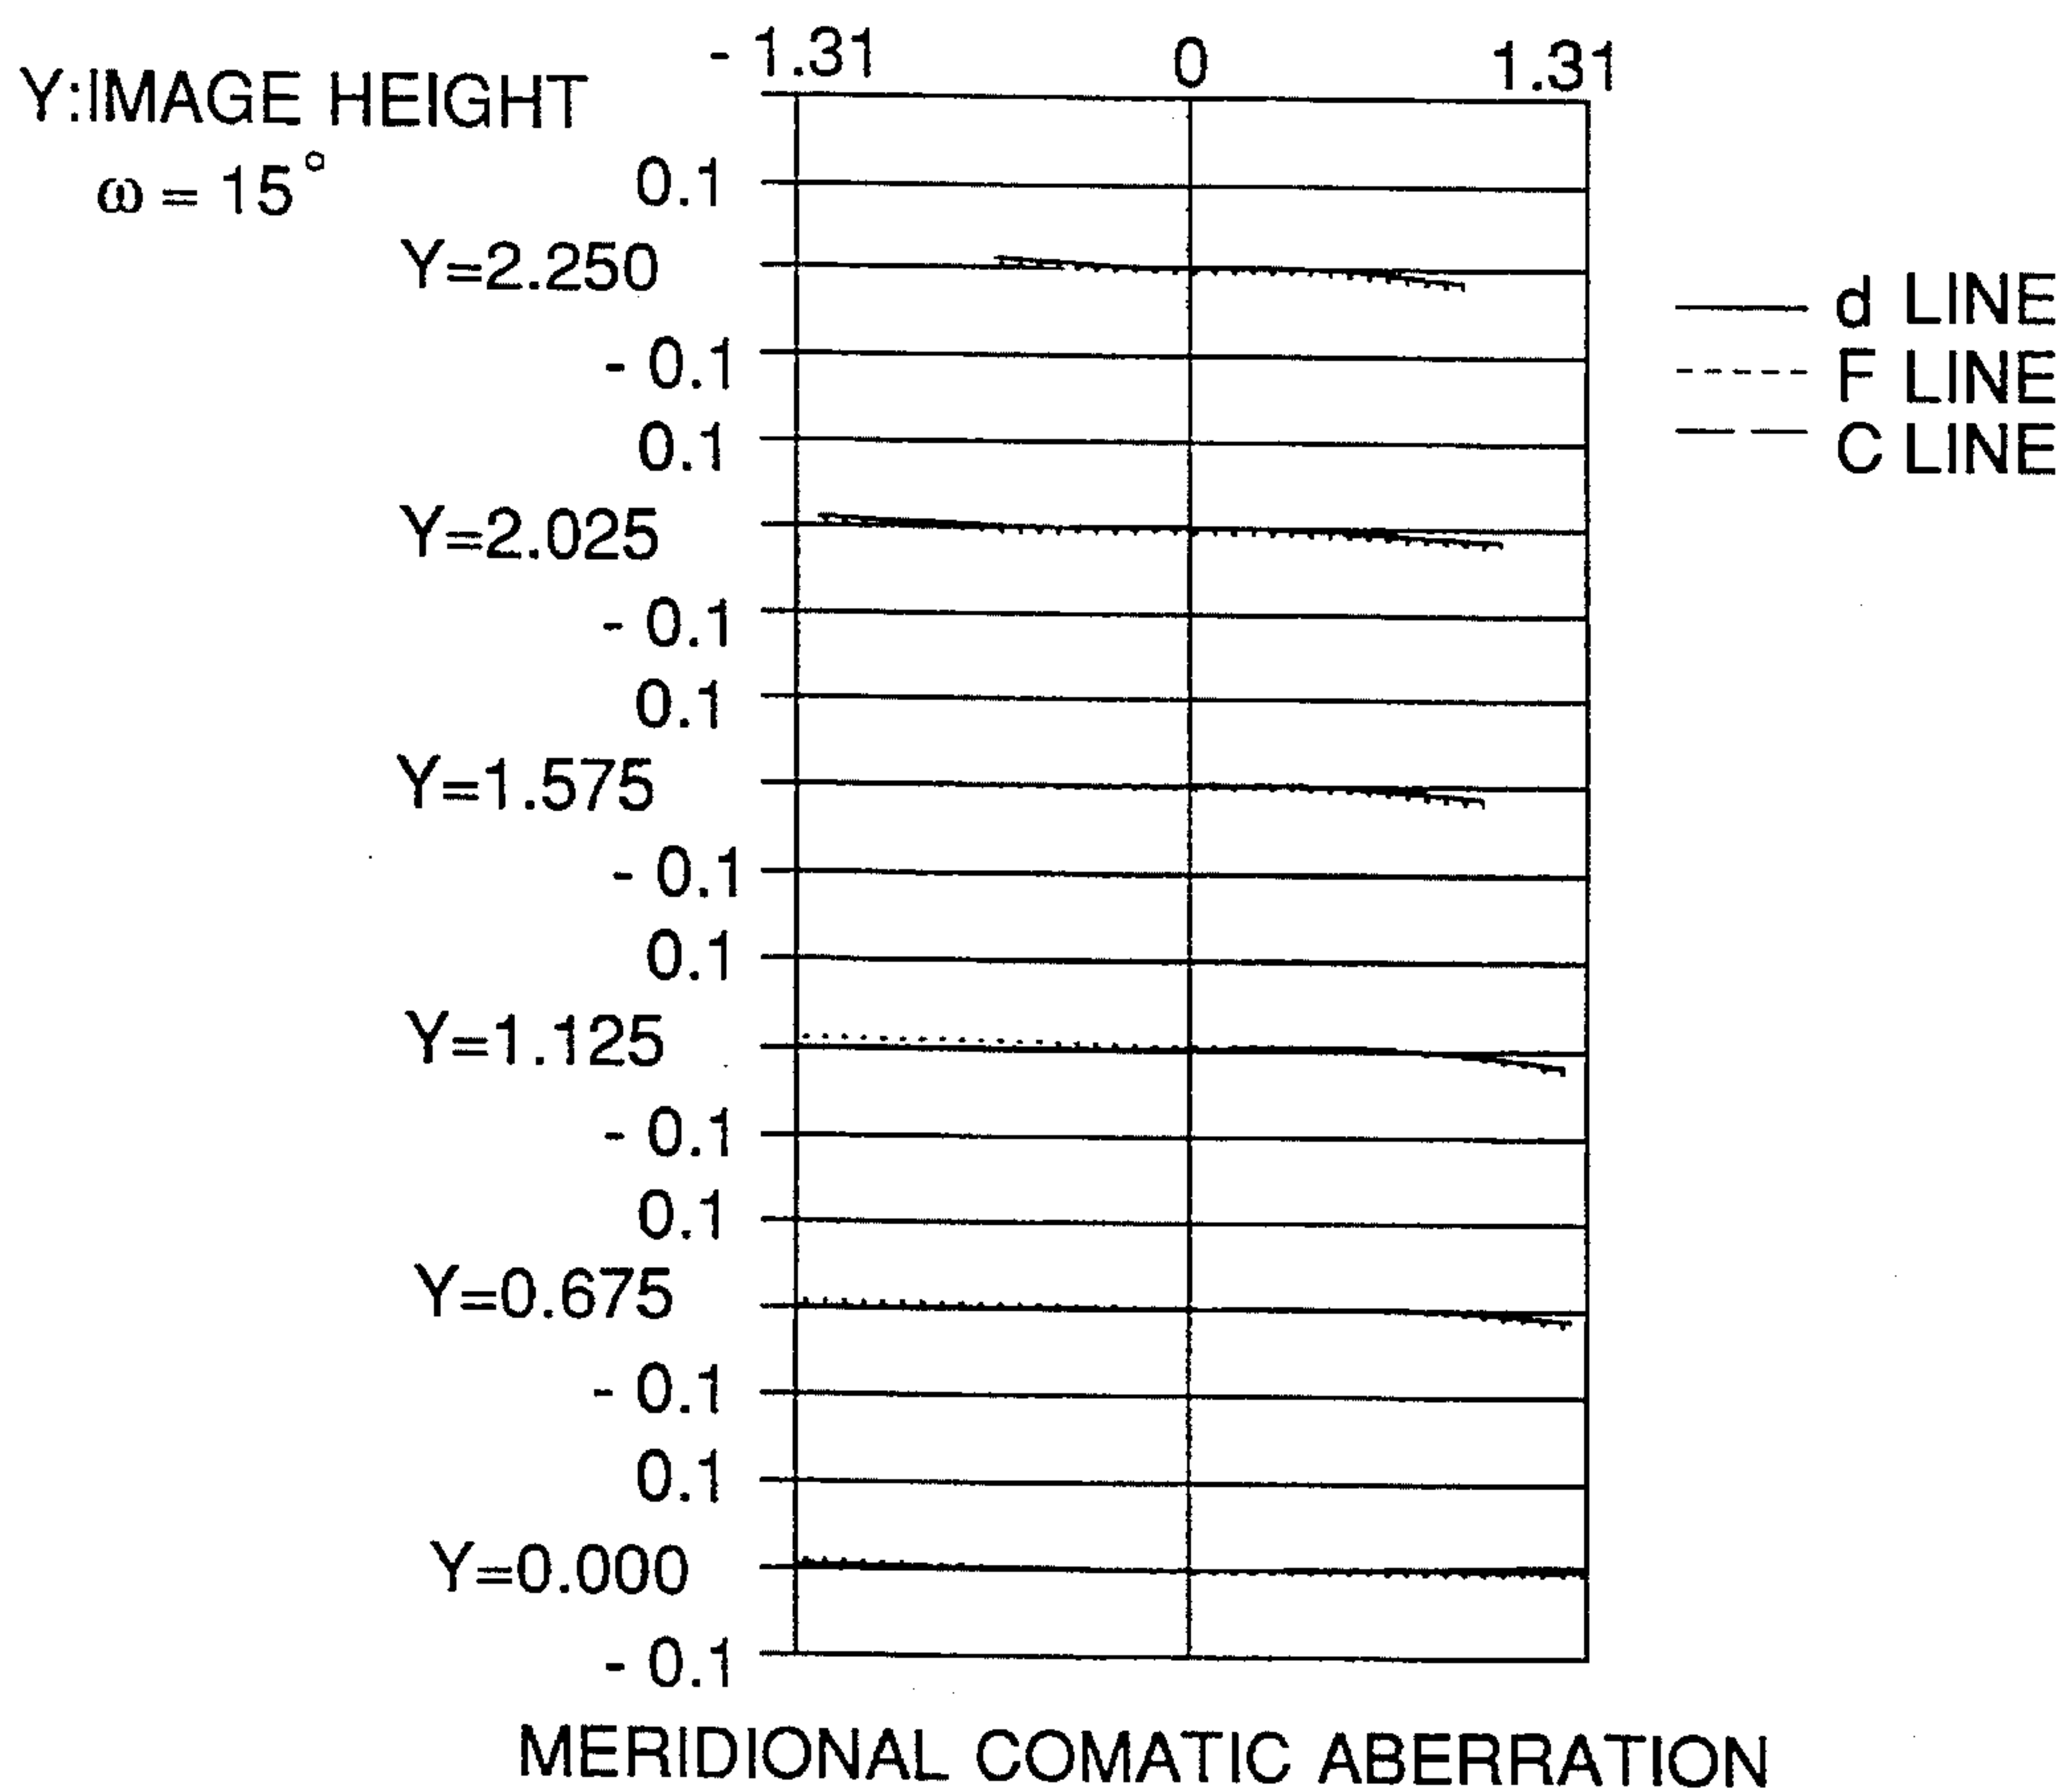 - 1.31 0 1.31
Y:IMAGE HEIGHT
ω = 15°
0.1
Y=2.250
- 0.1
0.1
Y=2.025
- 0.1
0.1
Y=1.575
- 0.1
0.1
Y=1.125
- 0.1
0.1
Y=0.675
- 0.1
0.1
Y=0.000
- 0.1
d LINE
F LINE
C LINE
MERIDIONAL COMATIC ABERRATION